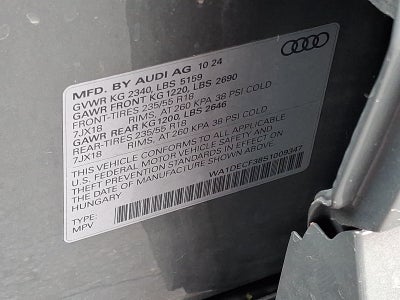 MFD. BY AUDI AG 10 24
GVWR KG 2340, LBS 5159
GAWR FRONT KG 1220, LBS 2690
FRONT-TIRES 235/55 R18
7JX18 RIMS, AT 260 KPA 38 PSI COLD
GAWR REAR KG1200, LBS 2646
REAR-TIRES 235/55 R18
7JX18 RIMS, AT 260 KPA 38 PSI COLD
THIS VEHICLE CONFORMS TO ALL APPLICABLE
U.S. FEDERAL MOTOR VEHICLE SAFETY AND
THEFT PREVENTION STANDARDS IN EFFECT ON
THE DATE OF MANUFACTURE SHOWN ABOVE
HUNGARY
WA1DECF38S1009347
TYPE:
MPV